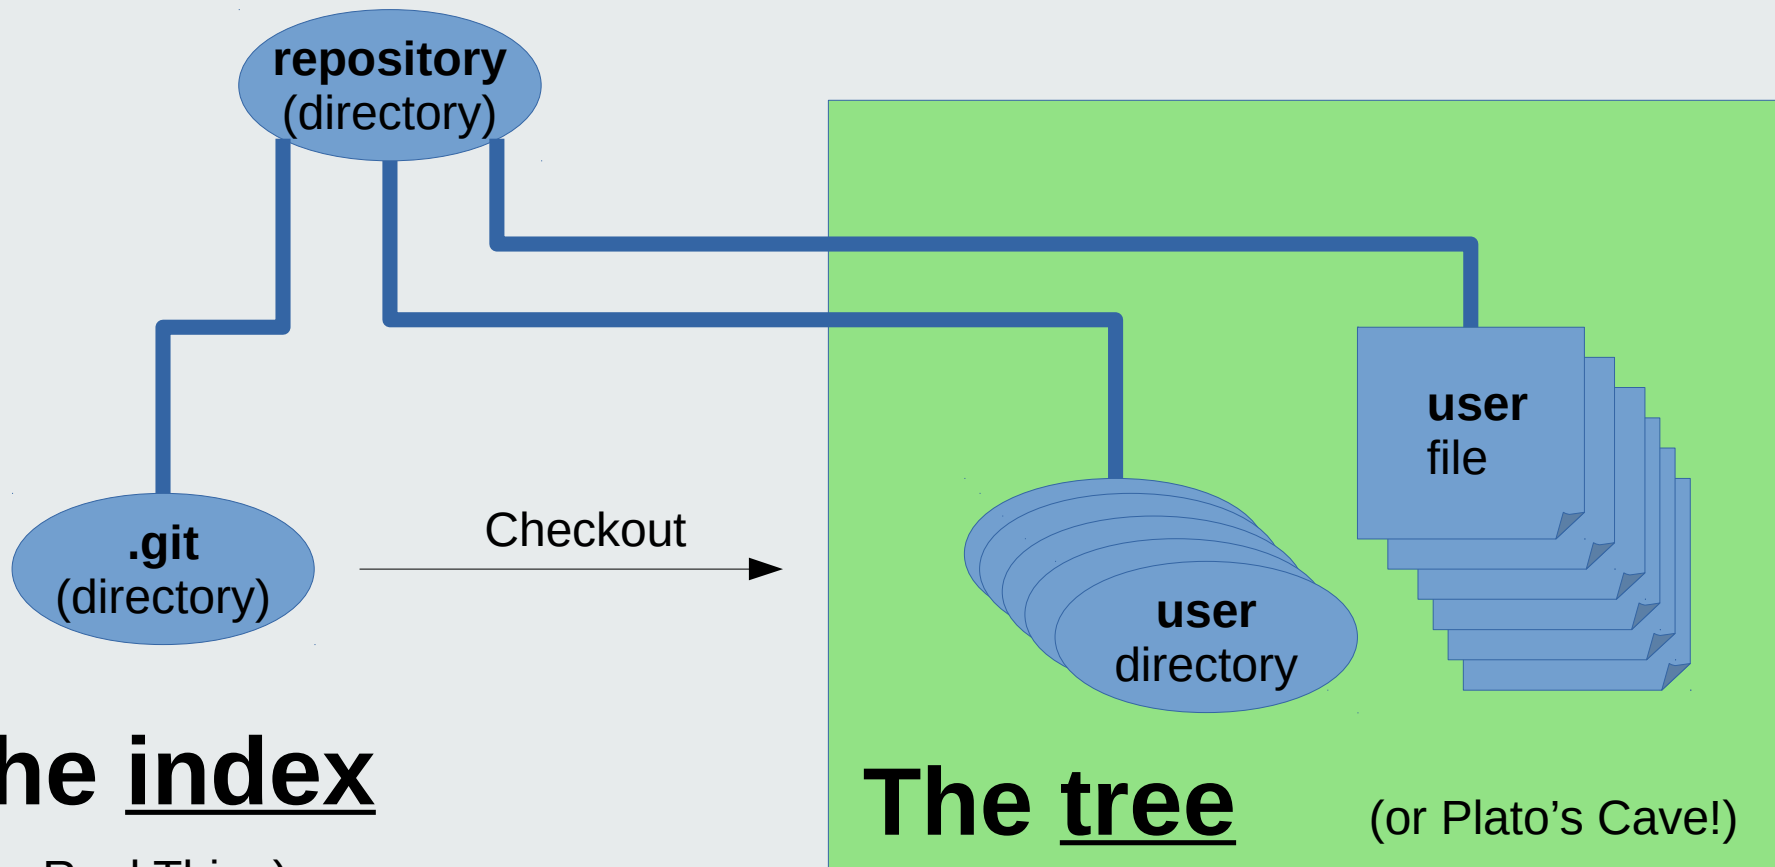 repository
(directory)
user
file
.git
(directory)
Checkout
user
directory
he index
The tree
(or Plato’s Cave!)